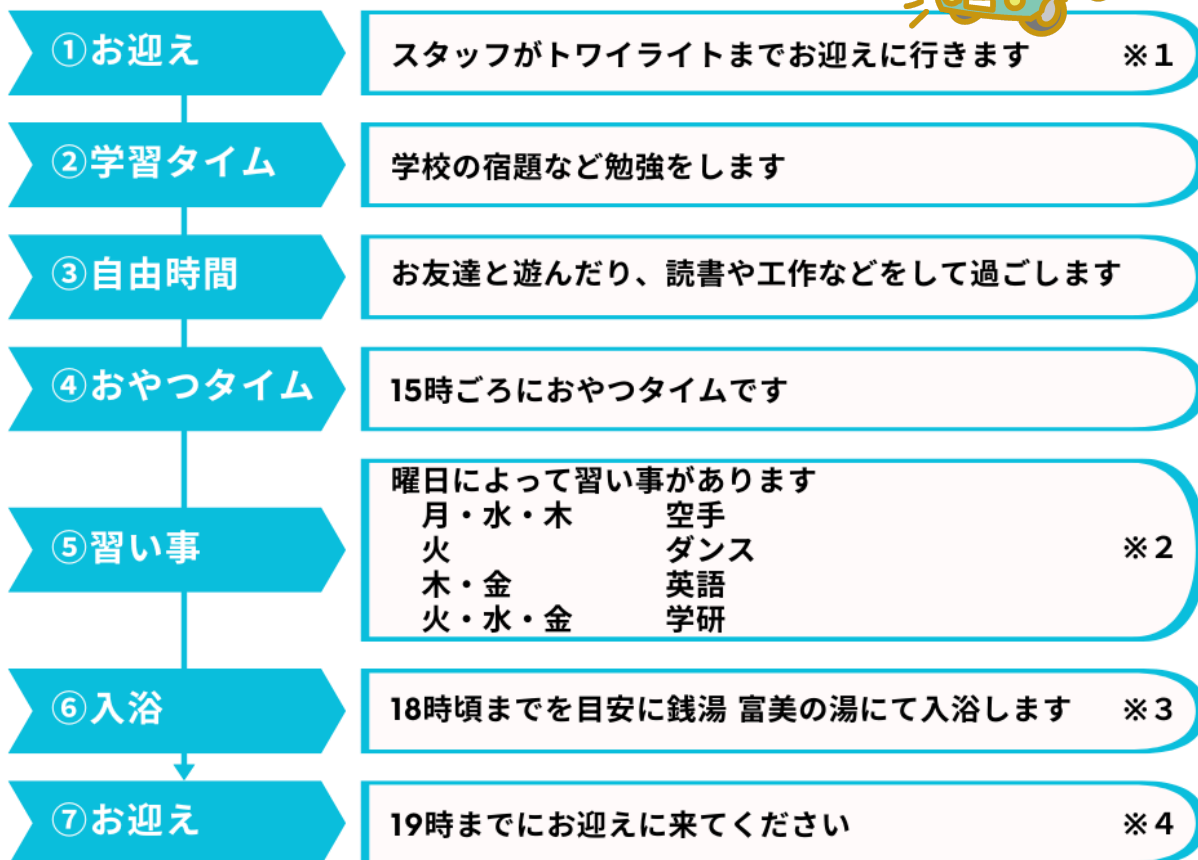 ①お迎え
スタッフがトワイライトまでお迎えに行きます ※1
②学習タイム
学校の宿題など勉強をします
③自由時間
お友達と遊んだり、読書や工作などをして過ごします
④おやつタイム
15時ごろにおやつタイムです
⑤習い事
曜日によって習い事があります
月・水・木 空手
火 ダンス
木・金 英語
火・水・金 学研
※2
⑥入浴
18時頃までを目安に銭湯 富美の湯にて入浴します ※3
⑦お迎え
19時までにお迎えに来てください ※4